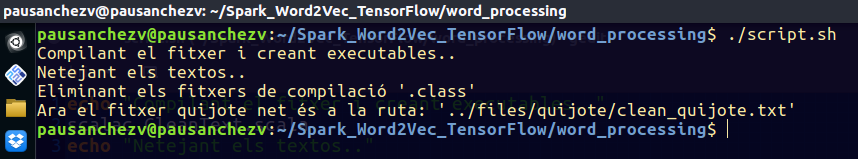 pausanchezv@pausanchezv: ~/Spark_Word2Vec_TensorFlow/word_processing
pausanchezv@pausanchezv:~/Spark_Word2Vec_TensorFlow/word_processing$ ./script.sh
Compilant el fitxer i creant executables..
Netejant els textos..
Eliminant els fitxers de compilació '.class'
Ara el fitxer quijote net és a la ruta: '../files/quijote/clean_quijote.txt'
pausanchezv@pausanchezv:~/Spark_Word2Vec_TensorFlow/word_processing$